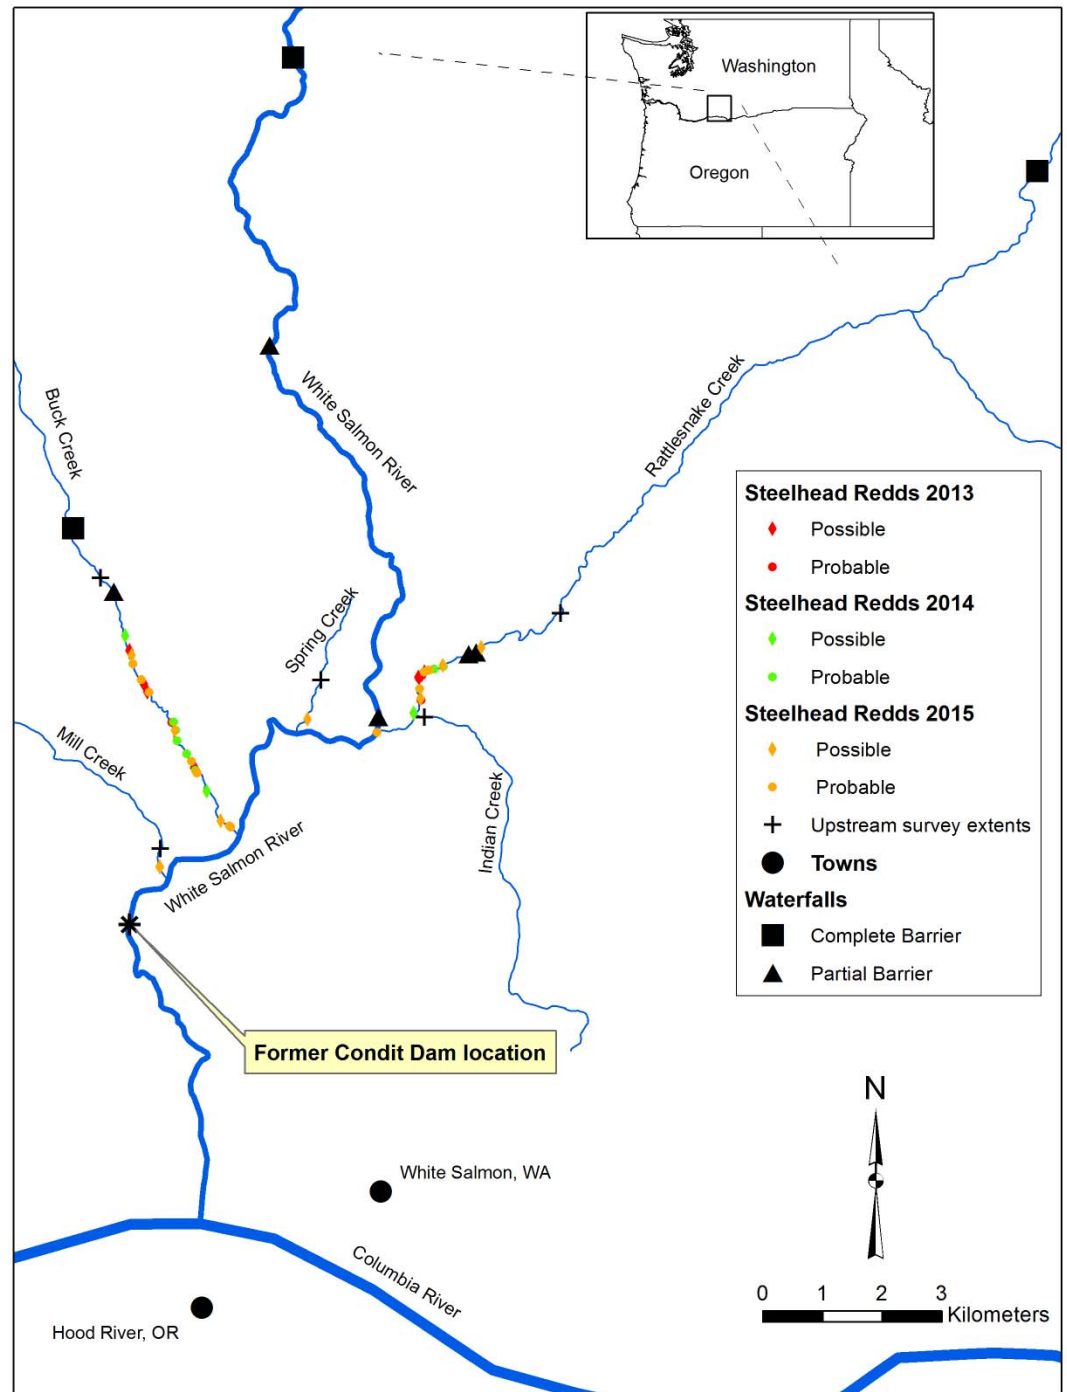 Washington
Oregon
White Salmon River
Buck Creek
Rattlesnake Creek
Spring Creek
Mill Creek
Indian Creek
White Salmon River
Steelhead Redds 2013
Possible
Probable
Steelhead Redds 2014
Possible
Probable
Steelhead Redds 2015
Possible
Probable
Upstream survey extents
Towns
Waterfalls
Complete Barrier
Partial Barrier
Former Condit Dam location
N
White Salmon, WA
Columbia River
Hood River, OR
0 1 2 3
Kilometers